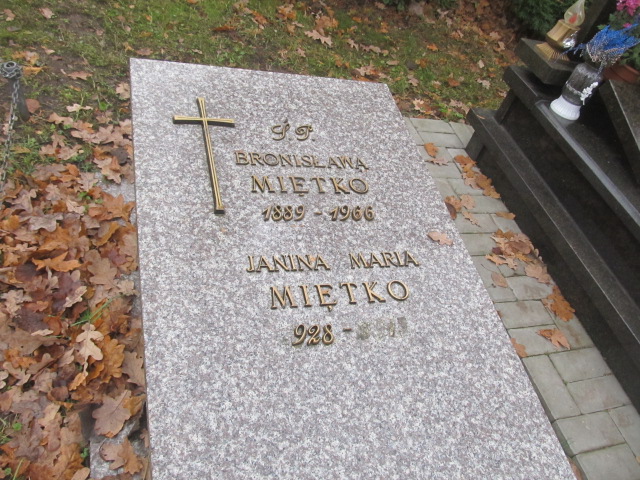 Ś. P.
BRONISŁAWA
MIĘTKO
1889 - 1966
JANINA MARIA
MIĘTKO
928 -